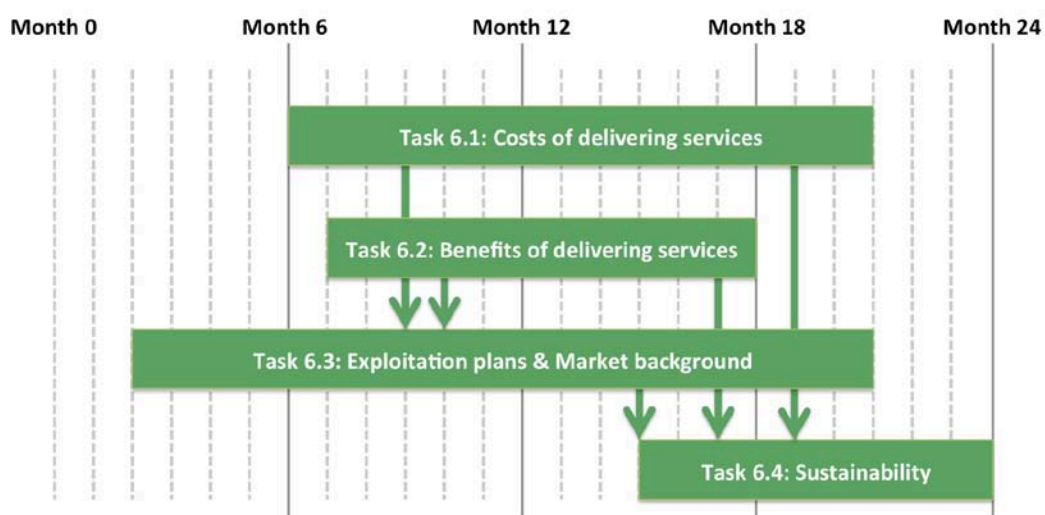 Month 0 Month 6 Month 12 Month 18 Month 24
Task 6.1: Costs of delivering services
Task 6.2: Benefits of delivering services
Task 6.3: Exploitation plans & Market background
Task 6.4: Sustainability